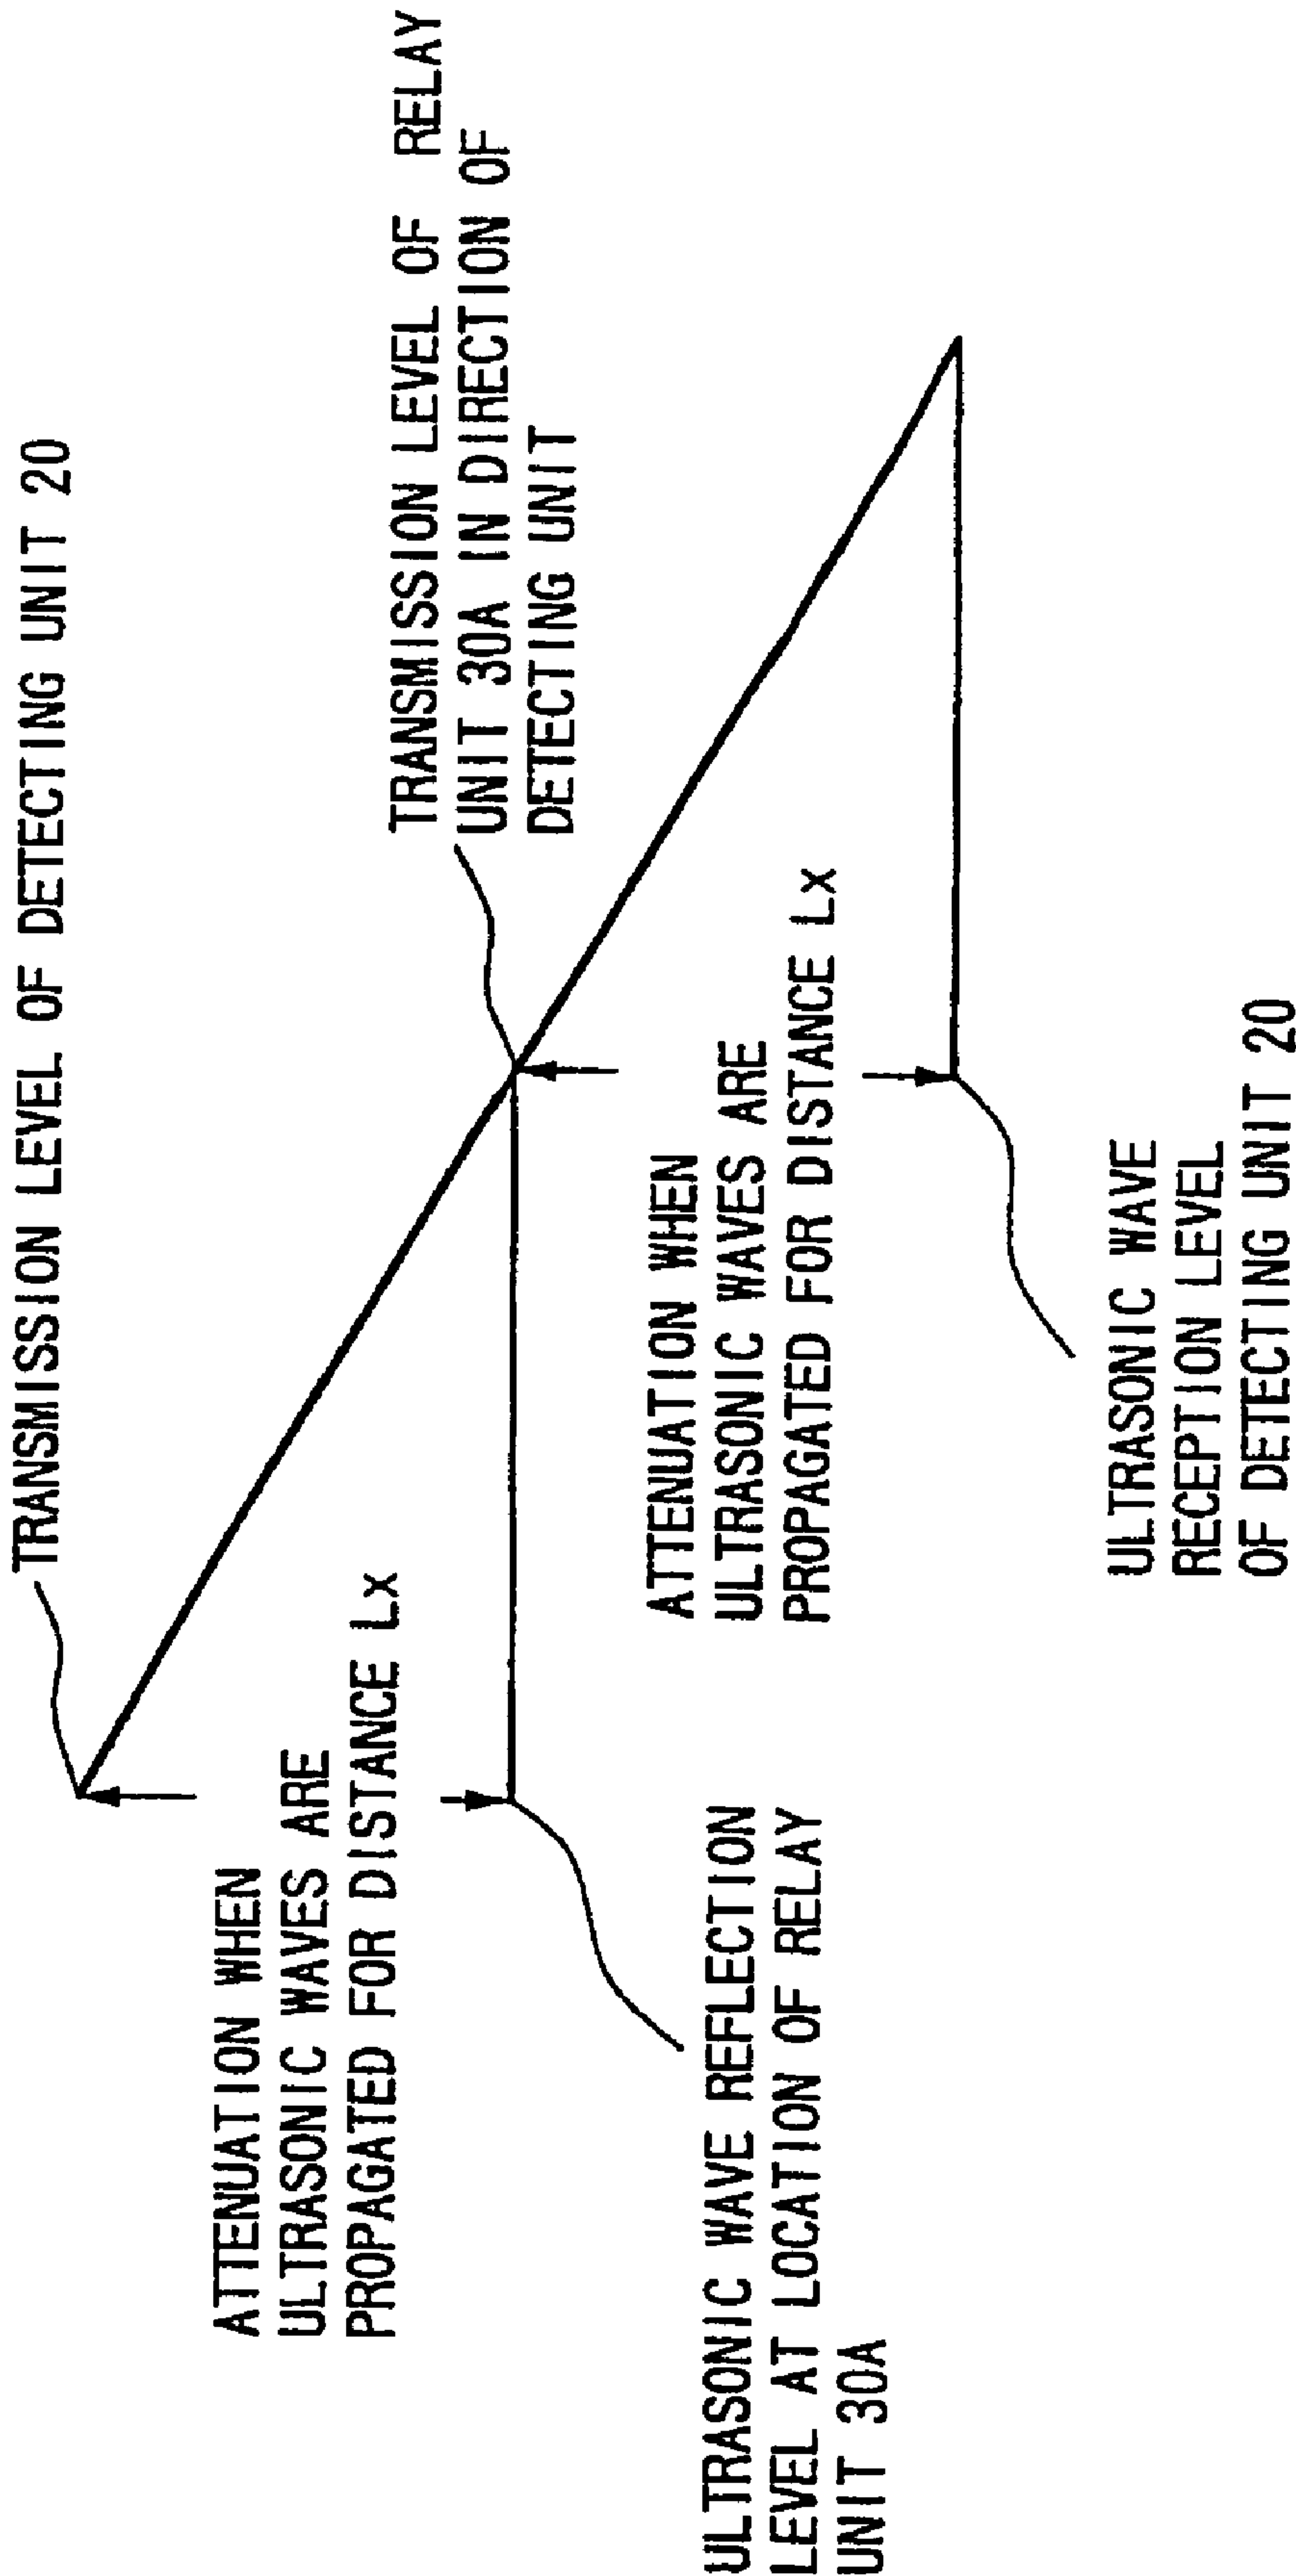 TRANSMISSION LEVEL OF DETECTING UNIT 20
ATTENUATION WHEN
ULTRASONIC WAVES ARE
PROPAGATED FOR DISTANCE Lx
TRANSMISSION LEVEL OF RELAY
UNIT 30A IN DIRECTION OF
DETECTING UNIT
ULTRASONIC WAVE REFLECTION
LEVEL AT LOCATION OF RELAY
UNIT 30A
ATTENUATION WHEN
ULTRASONIC WAVES ARE
PROPAGATED FOR DISTANCE Lx
ULTRASONIC WAVE
RECEPTION LEVEL
OF DETECTING UNIT 20